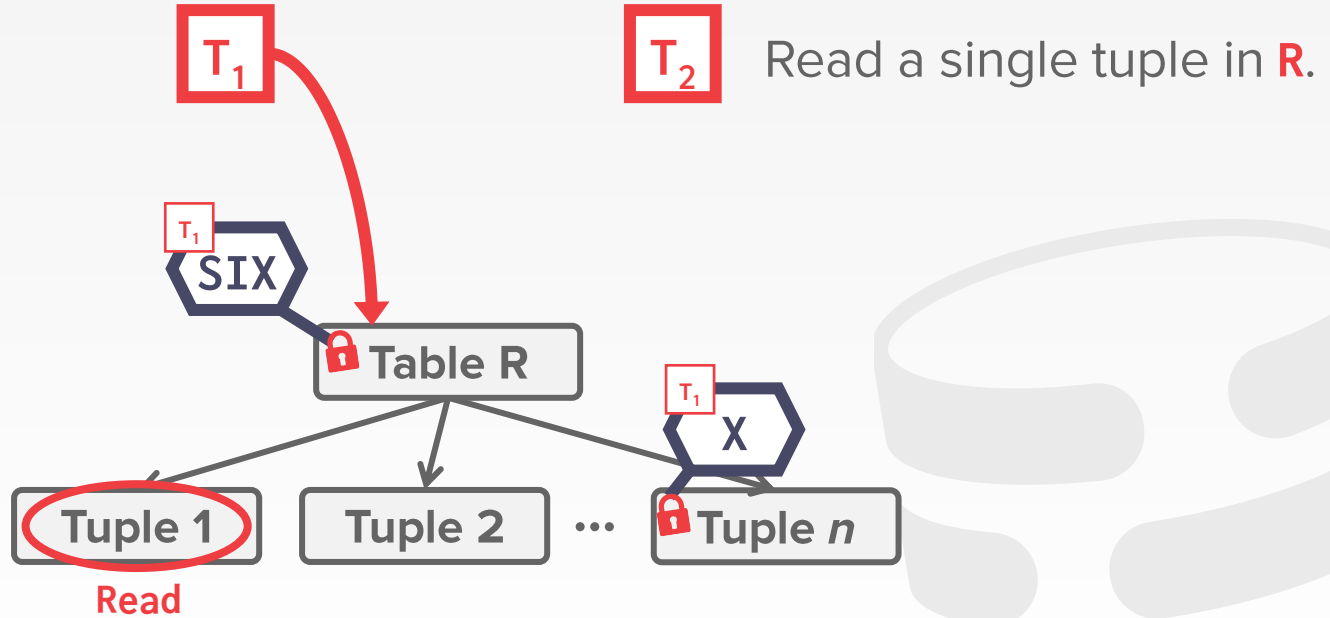 T₁
T₂ Read a single tuple in R.
T₁
SIX
Table R
T₁
X
Tuple 1
Tuple 2
...
Tuple n
Read